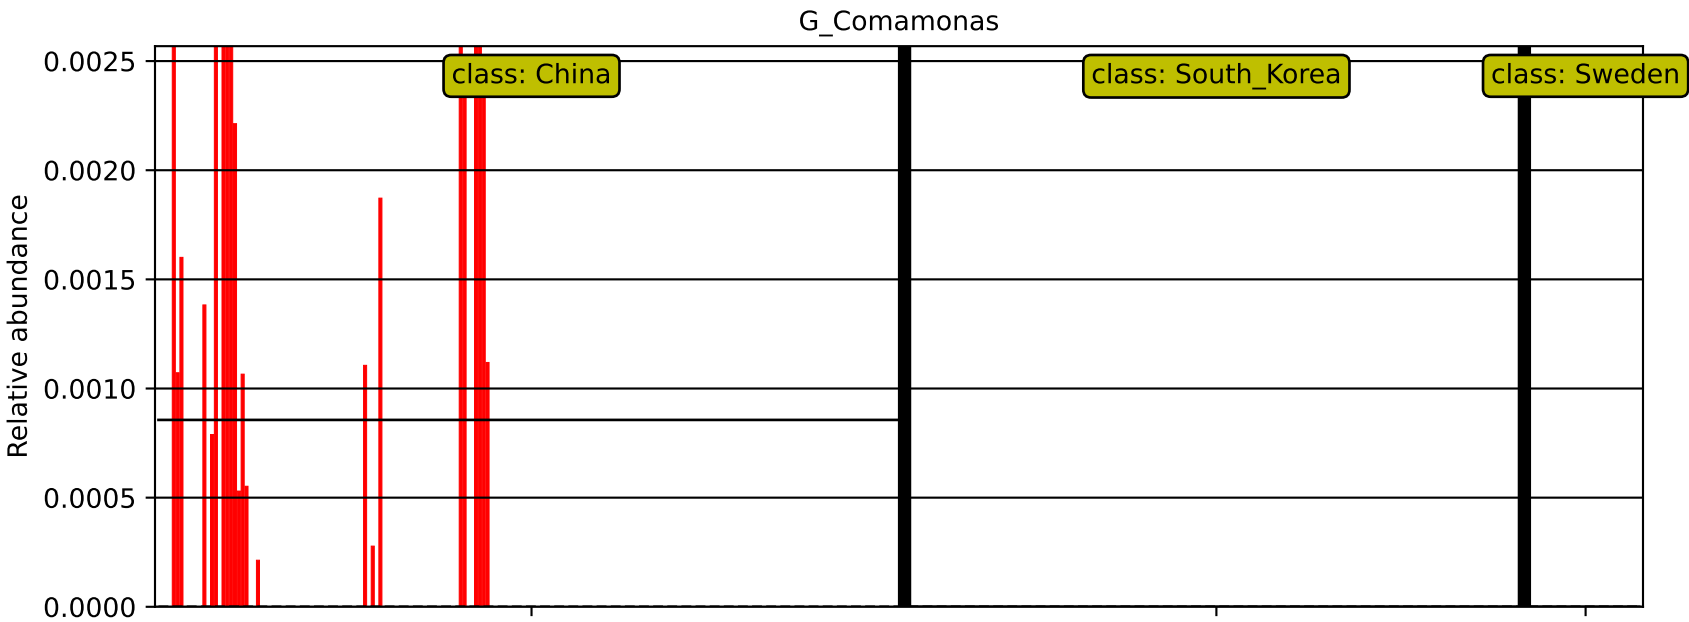 G_Comamonas
class: China
class: South_Korea
class: Sweden
Relative abundance
0.0025
0.0020
0.0015
0.0010
0.0005
0.0000